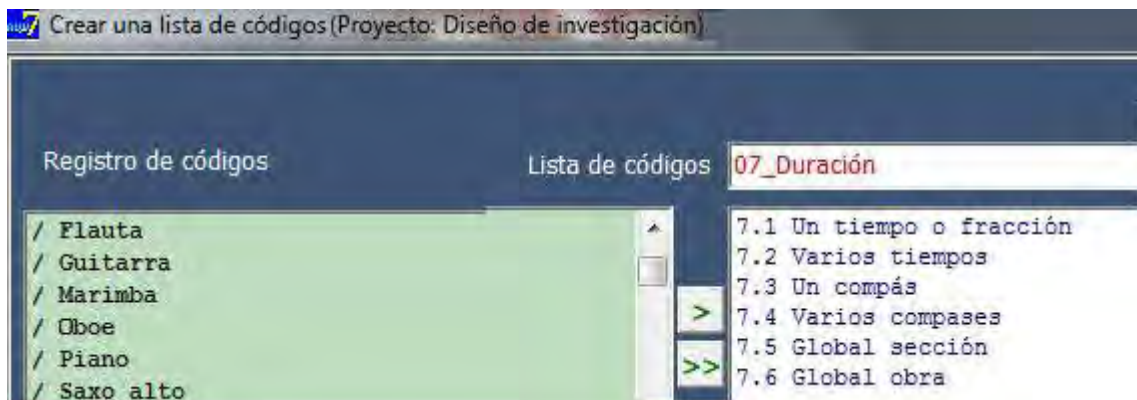 Crear una lista de códigos (Proyecto: Diseño de investigación)
Registro de códigos
Lista de códigos
07_Duración
/ Flauta
/ Guitarra
/ Marimba
/ Oboe
/ Piano
/ Saxo alto
>
>>
7.1 Un tiempo o fracción
7.2 Varios tiempos
7.3 Un compás
7.4 Varios compases
7.5 Global sección
7.6 Global obra